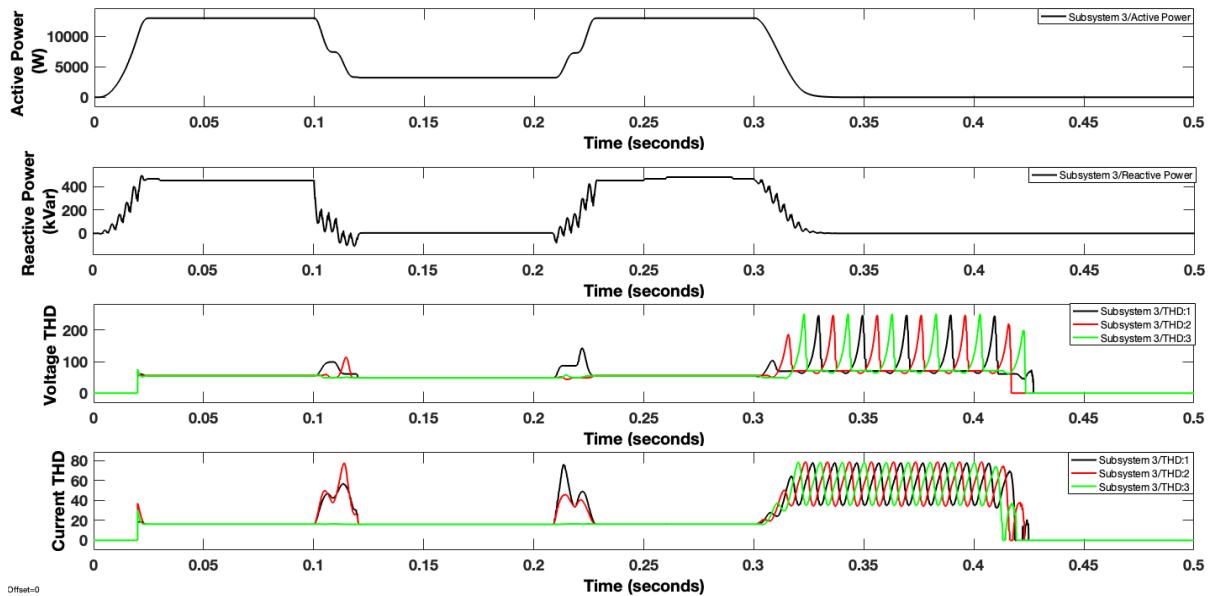 Active Power
(W)
10000
5000
0
Subsystem 3/Active Power
0 0.05 0.1 0.15 0.2 0.25 0.3 0.35 0.4 0.45 0.5
Time (seconds)
Reactive Power
(kVar)
400
200
0
Subsystem 3/Reactive Power
0 0.05 0.1 0.15 0.2 0.25 0.3 0.35 0.4 0.45 0.5
Time (seconds)
Voltage THD
200
100
0
Subsystem 3/THD:1
Subsystem 3/THD:2
Subsystem 3/THD:3
0 0.05 0.1 0.15 0.2 0.25 0.3 0.35 0.4 0.45 0.5
Time (seconds)
Current THD
80
60
40
20
0
Subsystem 3/THD:1
Subsystem 3/THD:2
Subsystem 3/THD:3
0 0.05 0.1 0.15 0.2 0.25 0.3 0.35 0.4 0.45 0.5
Time (seconds)
Offset=0